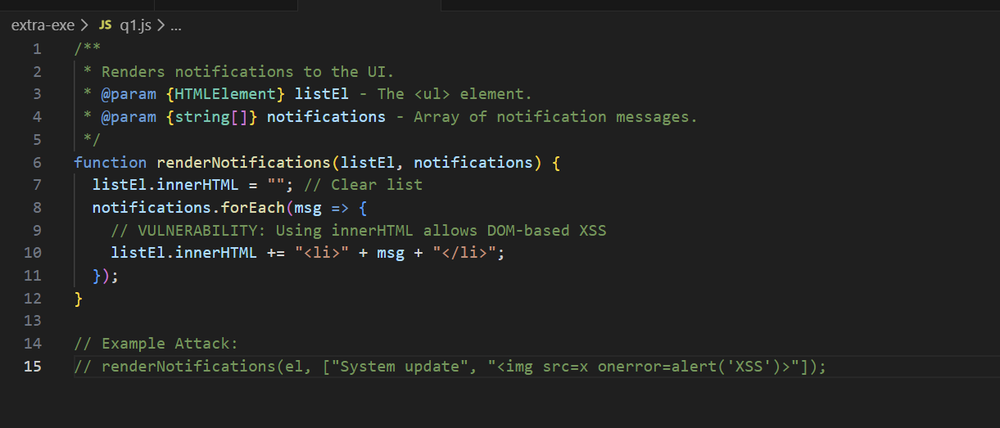 extra-exe > JS q1.js > ...
1 /**
2 * Renders notifications to the UI.
3 * @param {HTMLElement} listEl - The <ul> element.
4 * @param {string[]} notifications - Array of notification messages.
5 */
6 function renderNotifications(listEl, notifications) {
7 listEl.innerHTML = ""; // Clear list
8 notifications.forEach(msg => {
9 // VULNERABILITY: Using innerHTML allows DOM-based XSS
10 listEl.innerHTML += "<li>" + msg + "</li>";
11 });
12 }
13
14 // Example Attack:
15 // renderNotifications(el, ["System update", "<img src=x onerror=alert('XSS')>"]);